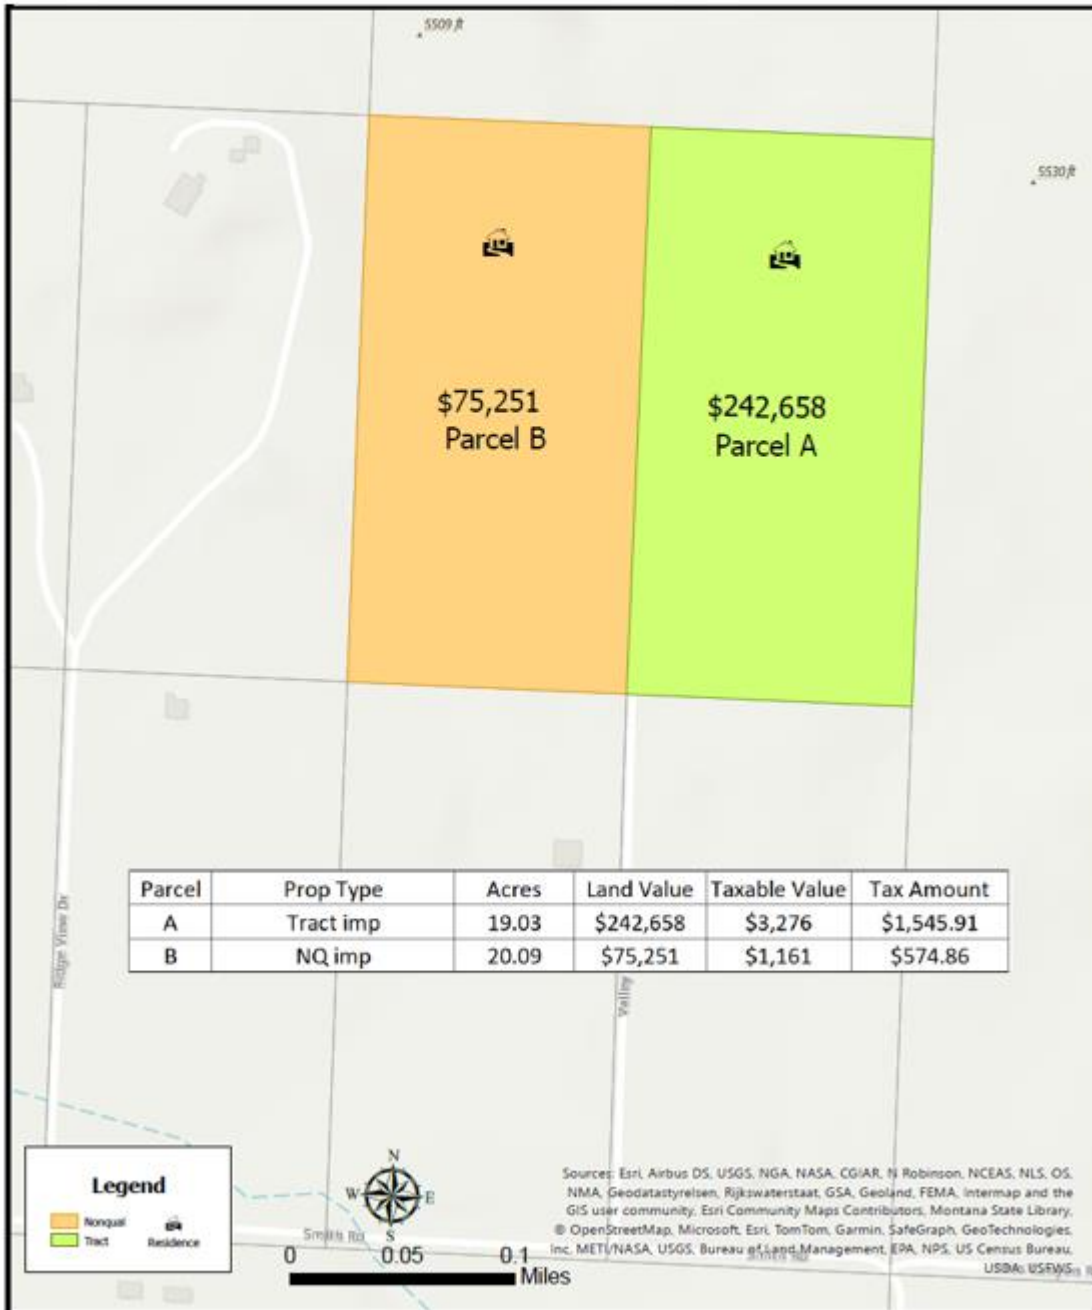 5509 ft
5530 ft
$75,251
Parcel B
$242,658
Parcel A
Parcel Prop Type Acres Land Value Taxable Value Tax Amount
A Tract imp 19.03 $242,658 $3,276 $1,545.91
B NQ imp 20.09 $75,251 $1,161 $574.86
Ridge View Dr
Valley
Legend
Nonqual
Tract
Residence
N
W E
S
Smith Rd
Smith Rd
0 0.05 0.1
Miles
Sources: Esri, Airbus DS, USGS, NGA, NASA, CGIAR, N Robinson, NCEAS, NLS, OS,
NMA, Geodatastyrelsen, Rijkswaterstaat, GSA, Geoland, FEMA, Intermap and the
GIS user community, Esri Community Maps Contributors, Montana State Library,
© OpenStreetMap, Microsoft, Esri, TomTom, Garmin, SafeGraph, GeoTechnologies,
Inc, METI/NASA, USGS, Bureau of Land Management, EPA, NPS, US Census Bureau,
USDA, USFWS